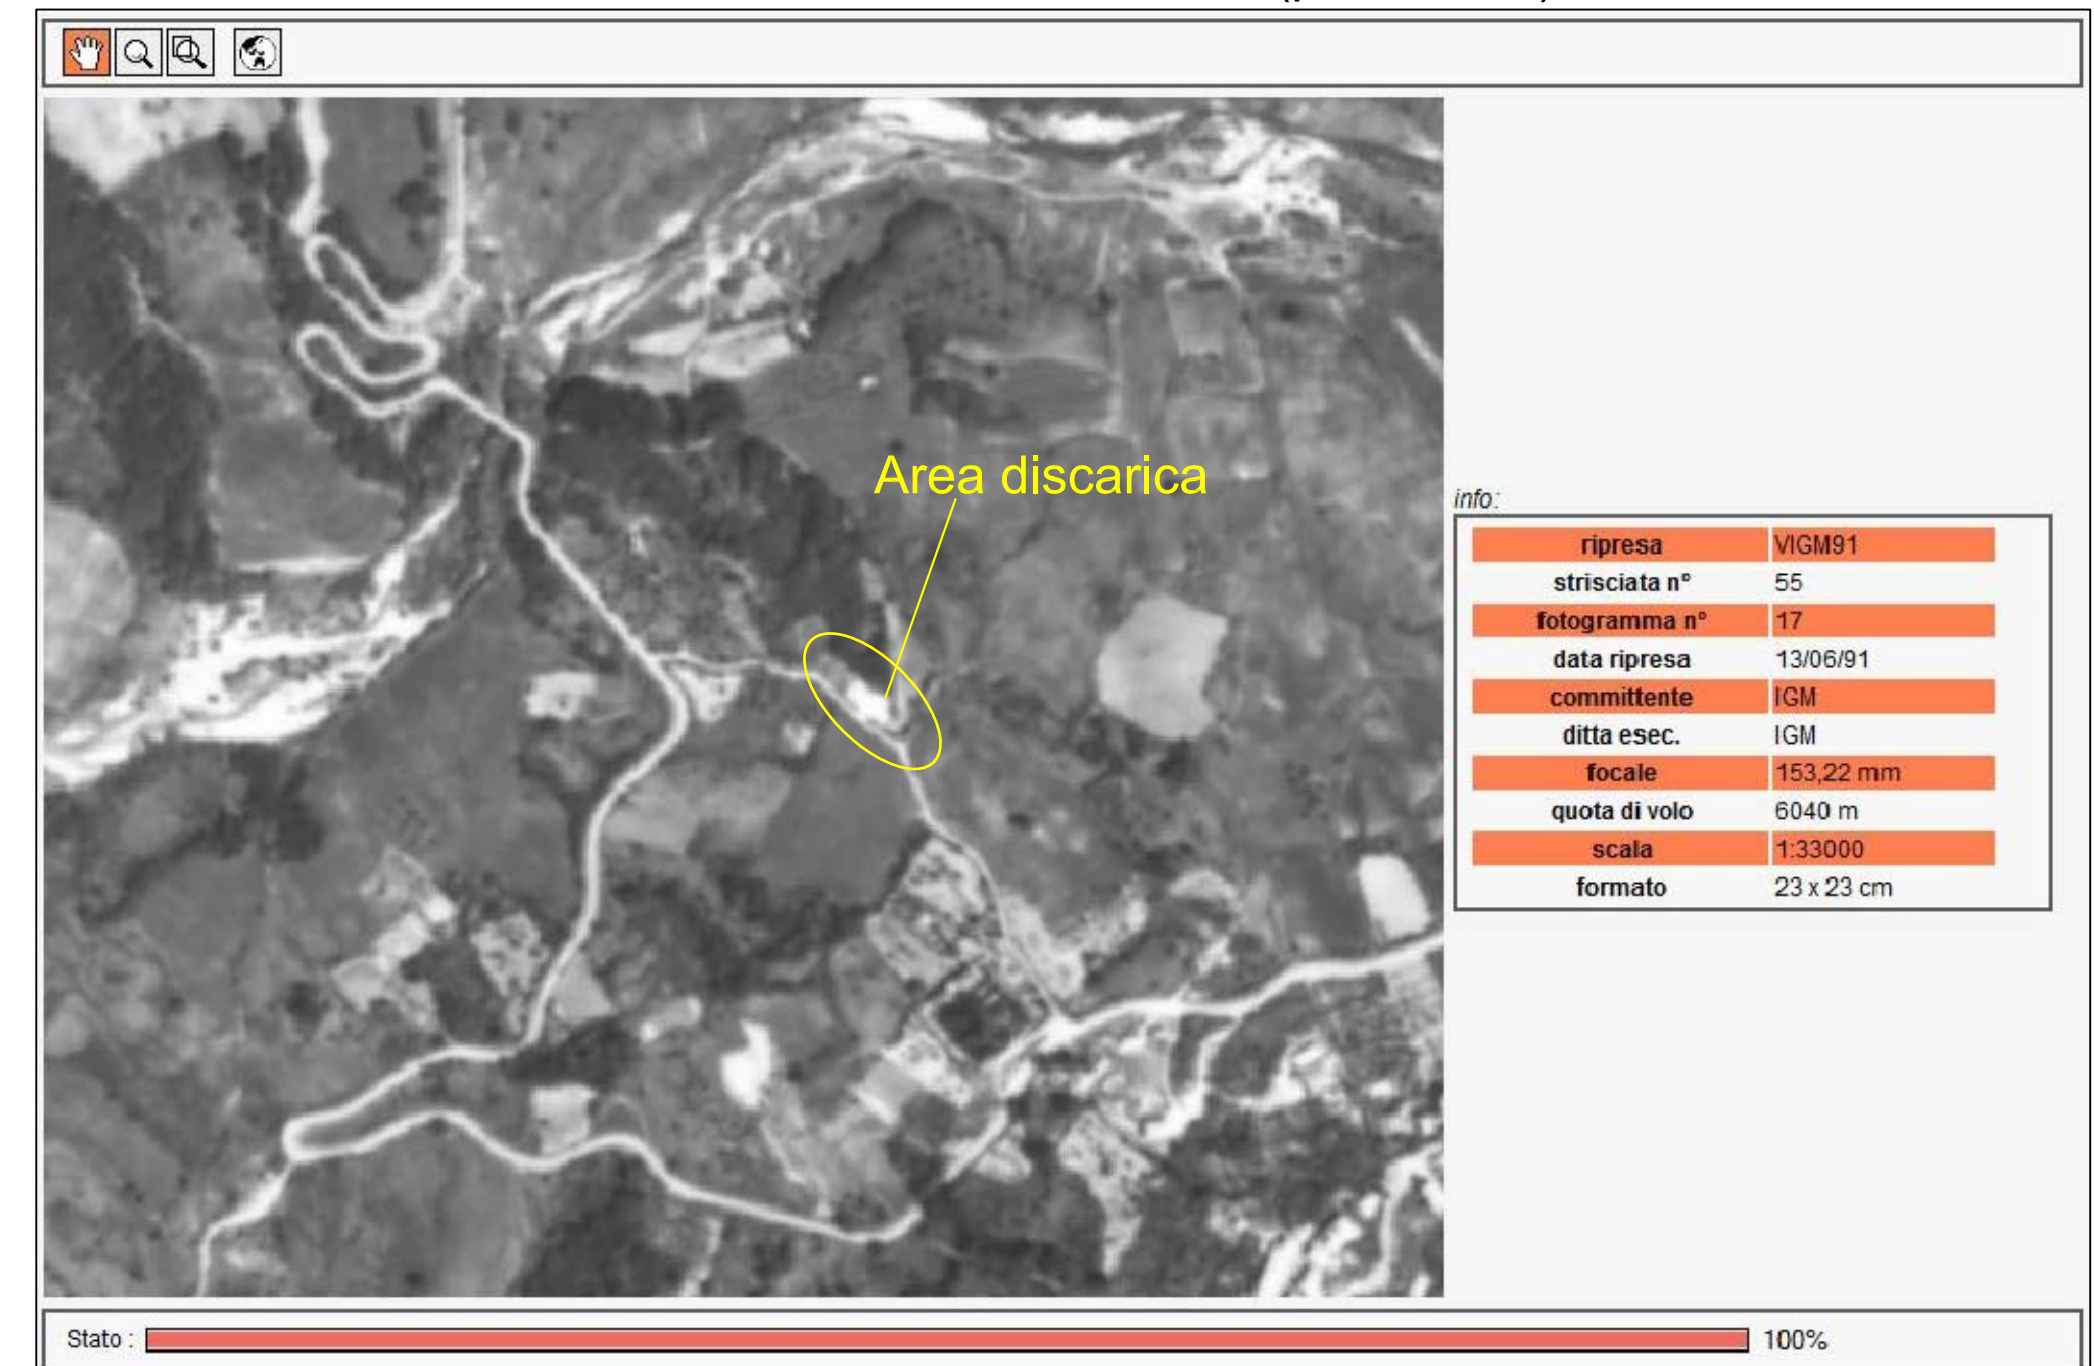 Area discarica
info:
ripresa VIGM91
strisciata n° 55
fotogramma n° 17
data ripresa 13/06/91
committente IGM
ditta esec. IGM
focale 153,22 mm
quota di volo 6040 m
scala 1:33000
formato 23 x 23 cm
Stato : 100%